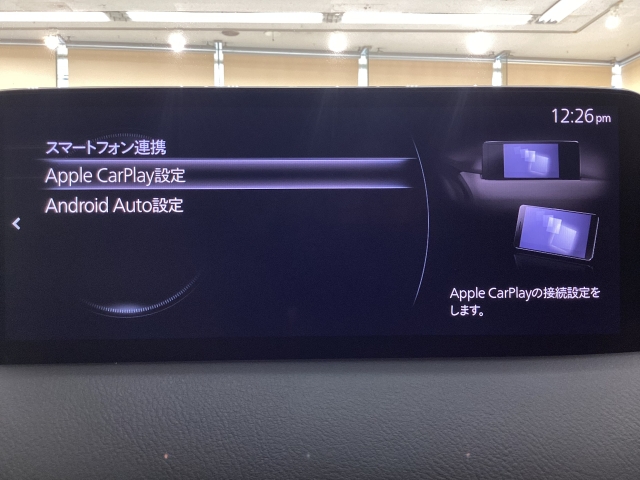 12:26pm
スマートフォン連携
Apple CarPlay設定
Android Auto設定
Apple CarPlayの接続設定を
します。